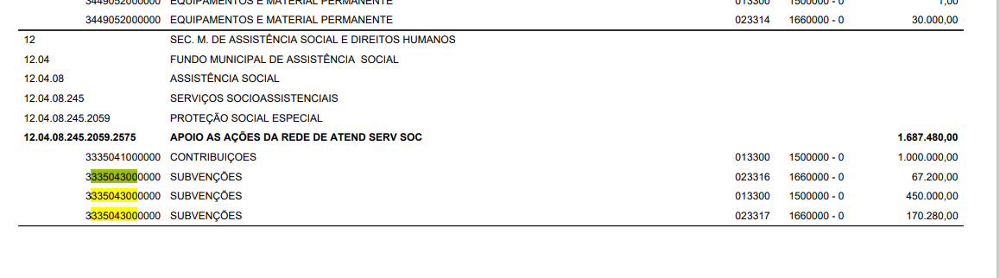 3449052000000 EQUIPAMENTOS E MATERIAL PERMANENTE 013300 1500000 - 0 1,00
3449052000000 EQUIPAMENTOS E MATERIAL PERMANENTE 023314 1660000 - 0 30.000,00
12 SEC. M. DE ASSISTÊNCIA SOCIAL E DIREITOS HUMANOS
12.04 FUNDO MUNICIPAL DE ASSISTÊNCIA SOCIAL
12.04.08 ASSISTÊNCIA SOCIAL
12.04.08.245 SERVIÇOS SOCIOASSISTENCIAIS
12.04.08.245.2059 PROTEÇÃO SOCIAL ESPECIAL
12.04.08.245.2059.2575 APOIO AS AÇÕES DA REDE DE ATEND SERV SOC 1.687.480,00
3335041000000 CONTRIBUIÇOES 013300 1500000 - 0 1.000.000,00
3335043000000 SUBVENÇÕES 023316 1660000 - 0 67.200,00
3335043000000 SUBVENÇÕES 013300 1500000 - 0 450.000,00
3335043000000 SUBVENÇÕES 023317 1660000 - 0 170.280,00